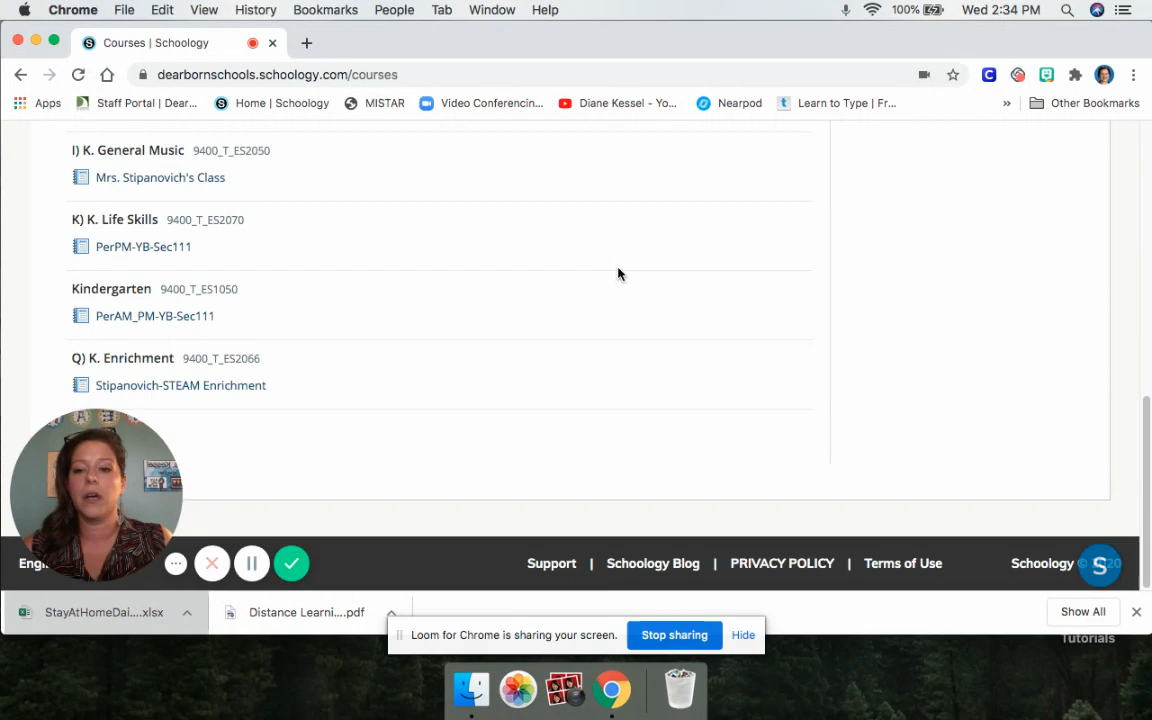 Chrome File Edit View History Bookmarks People Tab Window Help 100% Wed 2:34 PM
Courses | Schoology
dearbornschools.schoology.com/courses
Apps Staff Portal | Dear... Home | Schoology MISTAR Video Conferencin... Diane Kessel - Yo... Nearpod Learn to Type | Fr... » Other Bookmarks
I) K. General Music 9400_T_ES2050
Mrs. Stipanovich's Class
K) K. Life Skills 9400_T_ES2070
PerPM-YB-Sec111
Kindergarten 9400_T_ES1050
PerAM_PM-YB-Sec111
Q) K. Enrichment 9400_T_ES2066
Stipanovich-STEAM Enrichment
Support | Schoology Blog | PRIVACY POLICY | Terms of Use Schoology
StayAtHomeDai....xlsx Distance Learni....pdf Show All
Loom for Chrome is sharing your screen. Stop sharing Hide
Tutorials